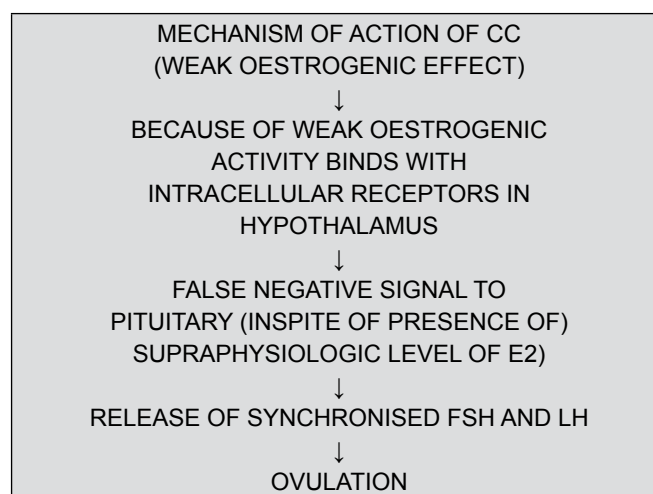 MECHANISM OF ACTION OF CC
(WEAK OESTROGENIC EFFECT)
↓
BECAUSE OF WEAK OESTROGENIC
ACTIVITY BINDS WITH
INTRACELLULAR RECEPTORS IN
HYPOTHALAMUS
↓
FALSE NEGATIVE SIGNAL TO
PITUITARY (INSPITE OF PRESENCE OF)
SUPRAPHYSIOLOGIC LEVEL OF E2)
↓
RELEASE OF SYNCHRONISED FSH AND LH
↓
OVULATION